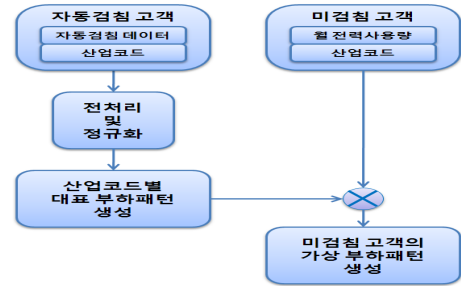 자동검침 고객
자동검침 데이터
산업코드
미검침 고객
월 전력사용량
산업코드
전처리
및
정규화
산업코드별
대표 부하패턴
생성
미검침 고객의
가상 부하패턴
생성